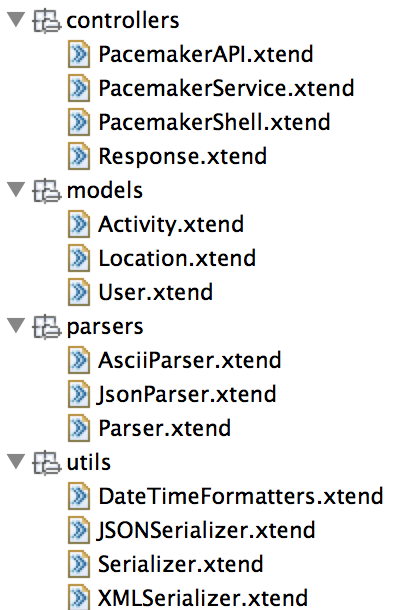 controllers
PacemakerAPI.xtend
PacemakerService.xtend
PacemakerShell.xtend
Response.xtend
models
Activity.xtend
Location.xtend
User.xtend
parsers
AsciiParser.xtend
JsonParser.xtend
Parser.xtend
utils
DateTimeFormatters.xtend
JSONSerializer.xtend
Serializer.xtend
XMLSerializer.xtend